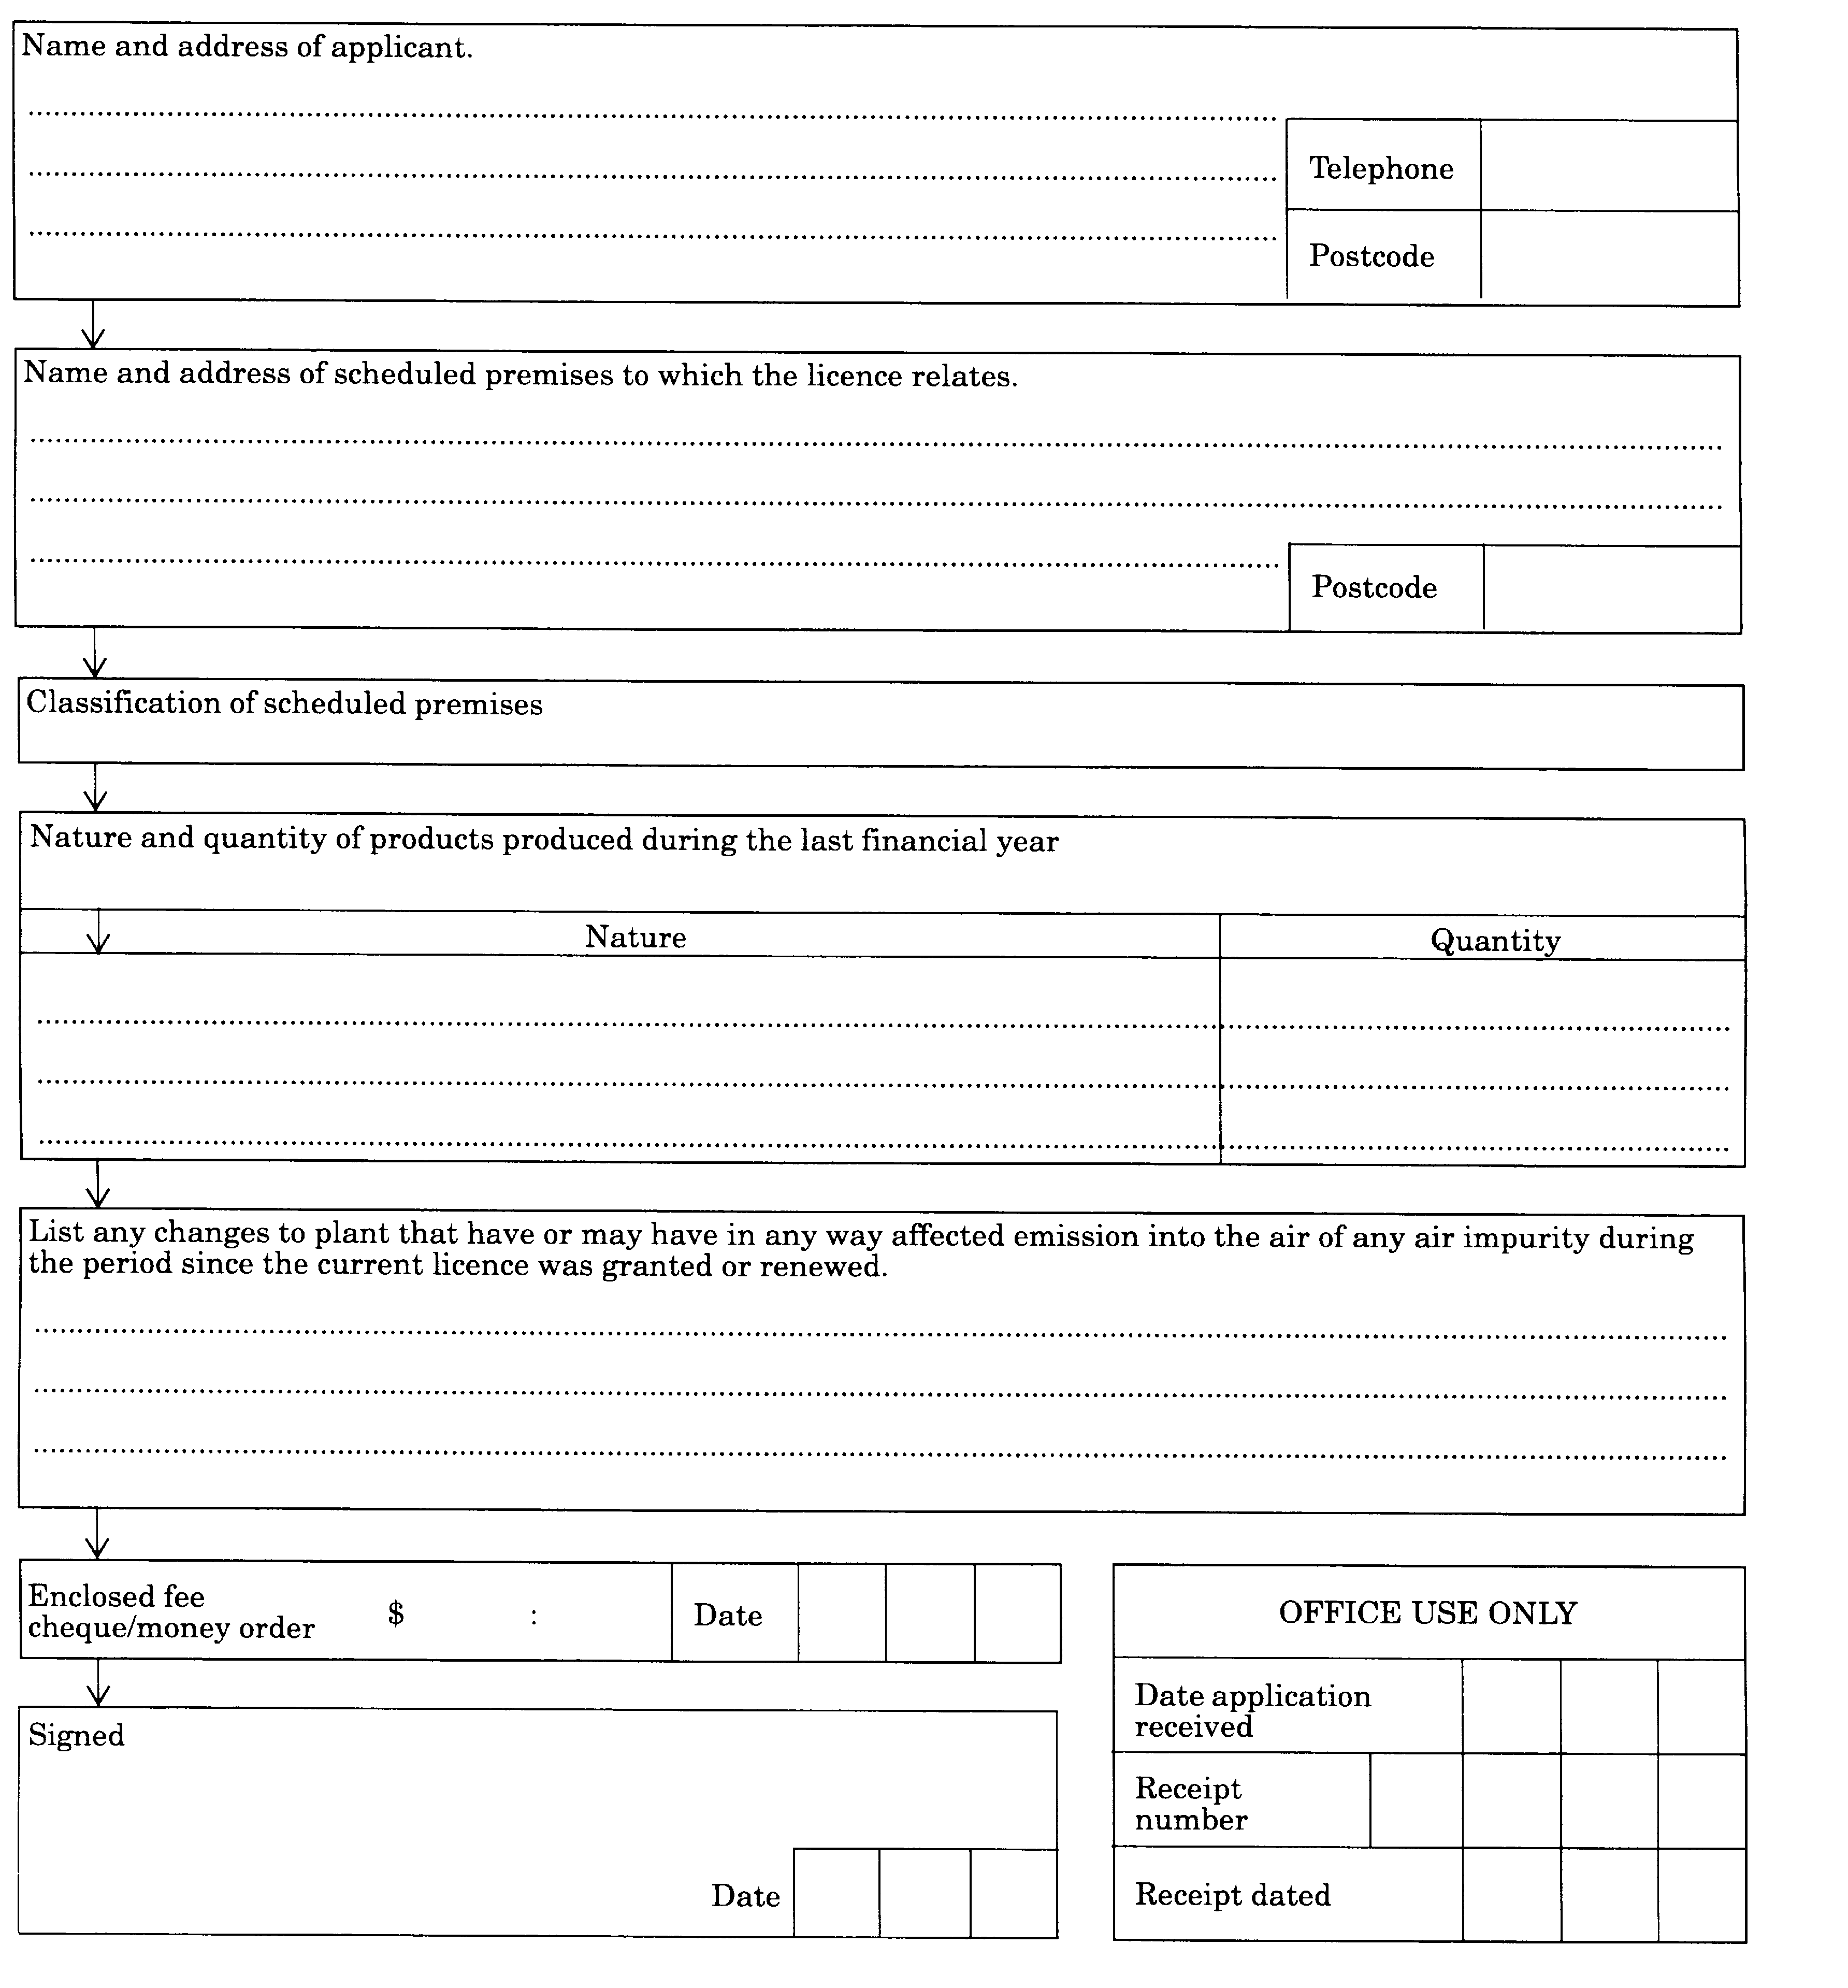 Name and address of applicant.
Telephone
Postcode
Name and address of scheduled premises to which the licence relates.
Postcode
Classification of scheduled premises
Nature and quantity of products produced during the last financial year
Nature Quantity
List any changes to plant that have or may have in any way affected emission into the air of any air impurity during
the period since the current licence was granted or renewed.
Enclosed fee
cheque/money order $ : Date
Signed
Date
OFFICE USE ONLY
Date application
received
Receipt
number
Receipt dated